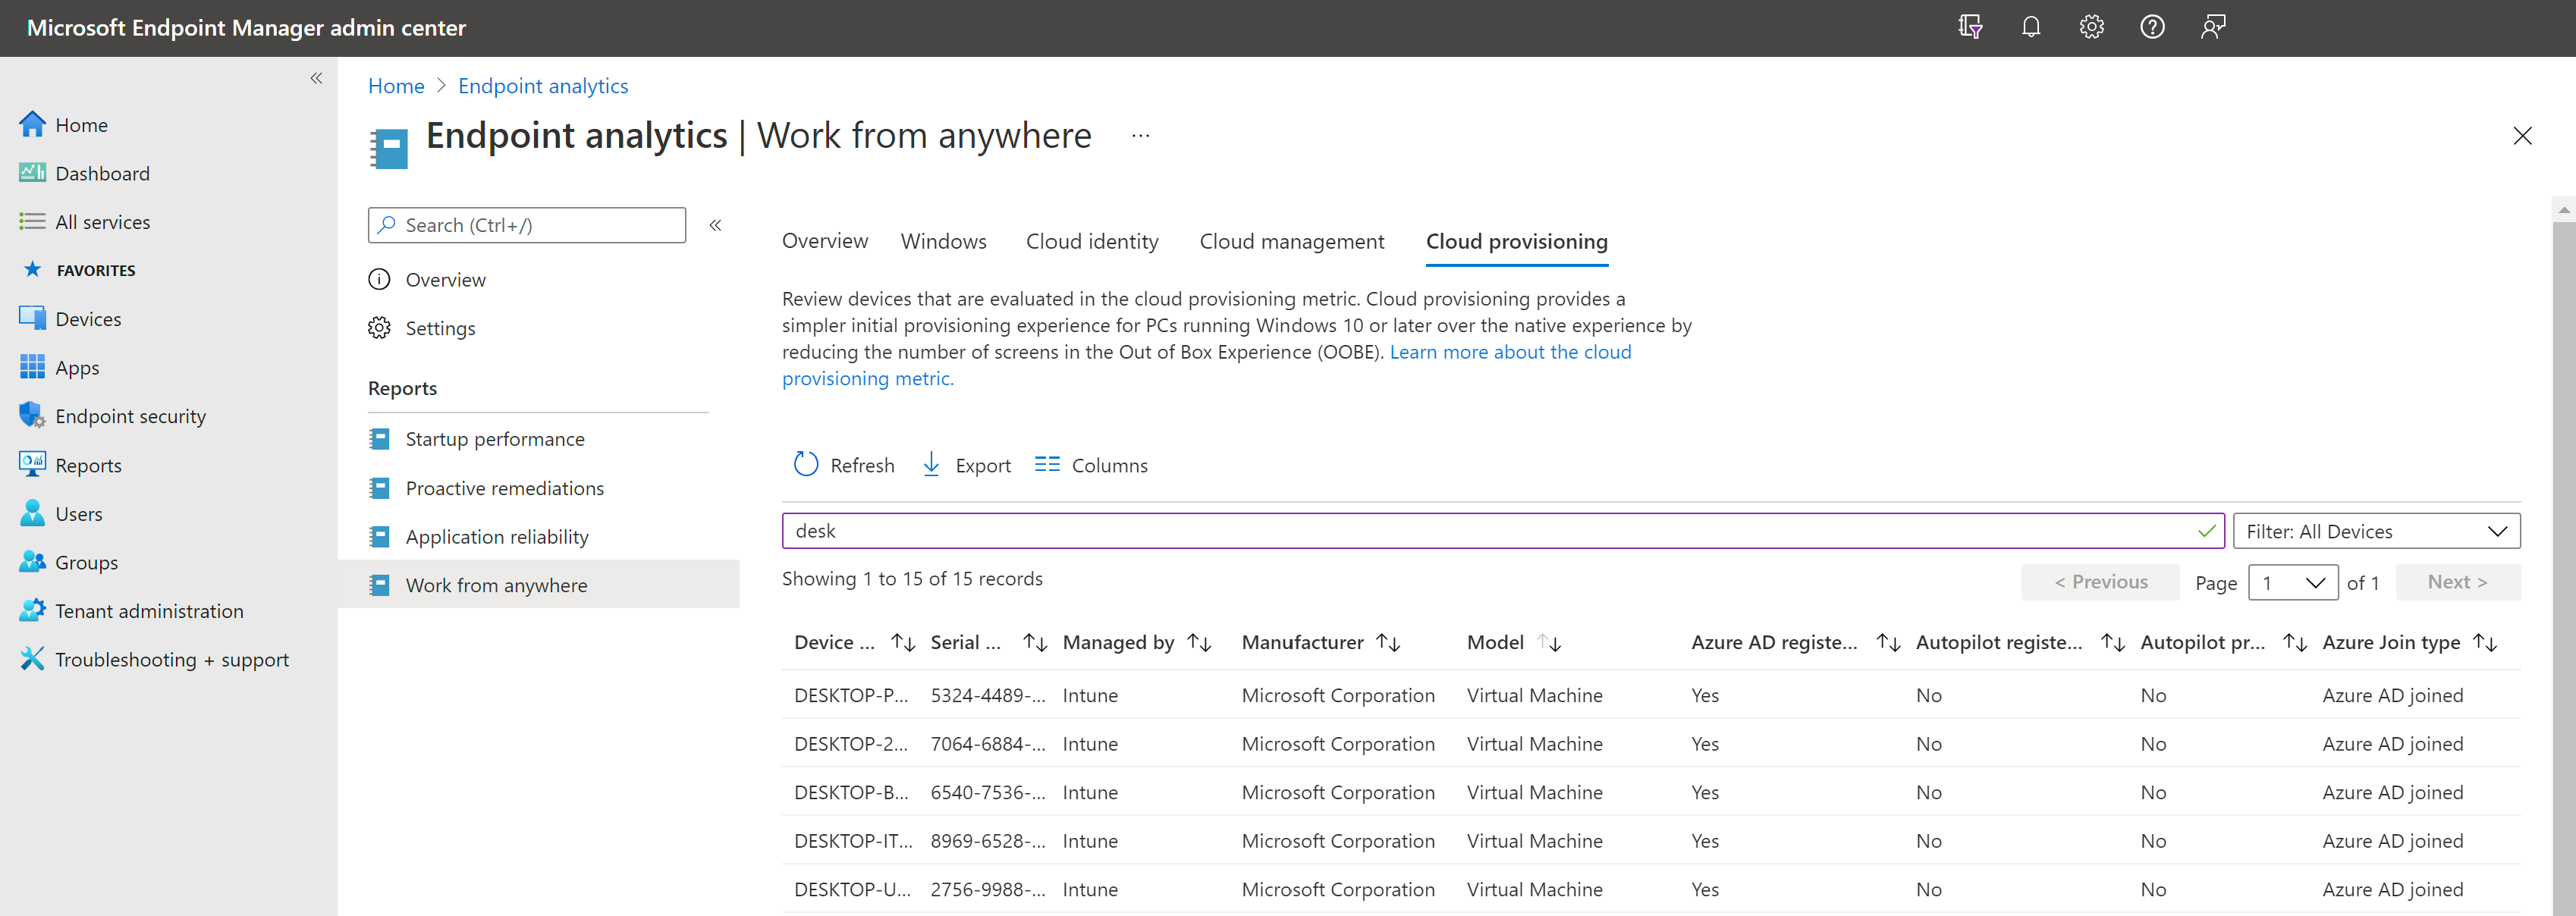 Microsoft Endpoint Manager admin center
Home
Dashboard
All services
FAVORITES
Devices
Apps
Endpoint security
Reports
Users
Groups
Tenant administration
Troubleshooting + support
Home > Endpoint analytics
Endpoint analytics | Work from anywhere ...
Search (Ctrl+/)
Overview
Settings
Reports
Startup performance
Proactive remediations
Application reliability
Work from anywhere
Overview Windows Cloud identity Cloud management Cloud provisioning
Review devices that are evaluated in the cloud provisioning metric. Cloud provisioning provides a
simpler initial provisioning experience for PCs running Windows 10 or later over the native experience by
reducing the number of screens in the Out of Box Experience (OOBE). Learn more about the cloud
provisioning metric.
Refresh Export Columns
desk Filter: All Devices
Showing 1 to 15 of 15 records < Previous Page 1 of 1 Next >
Device ... Serial ... Managed by Manufacturer Model Azure AD registe... Autopilot registe... Autopilot pr... Azure Join type
DESKTOP-P... 5324-4489-... Intune Microsoft Corporation Virtual Machine Yes No No Azure AD joined
DESKTOP-2... 7064-6884-... Intune Microsoft Corporation Virtual Machine Yes No No Azure AD joined
DESKTOP-B... 6540-7536-... Intune Microsoft Corporation Virtual Machine Yes No No Azure AD joined
DESKTOP-IT... 8969-6528-... Intune Microsoft Corporation Virtual Machine Yes No No Azure AD joined
DESKTOP-U... 2756-9988-... Intune Microsoft Corporation Virtual Machine Yes No No Azure AD joined